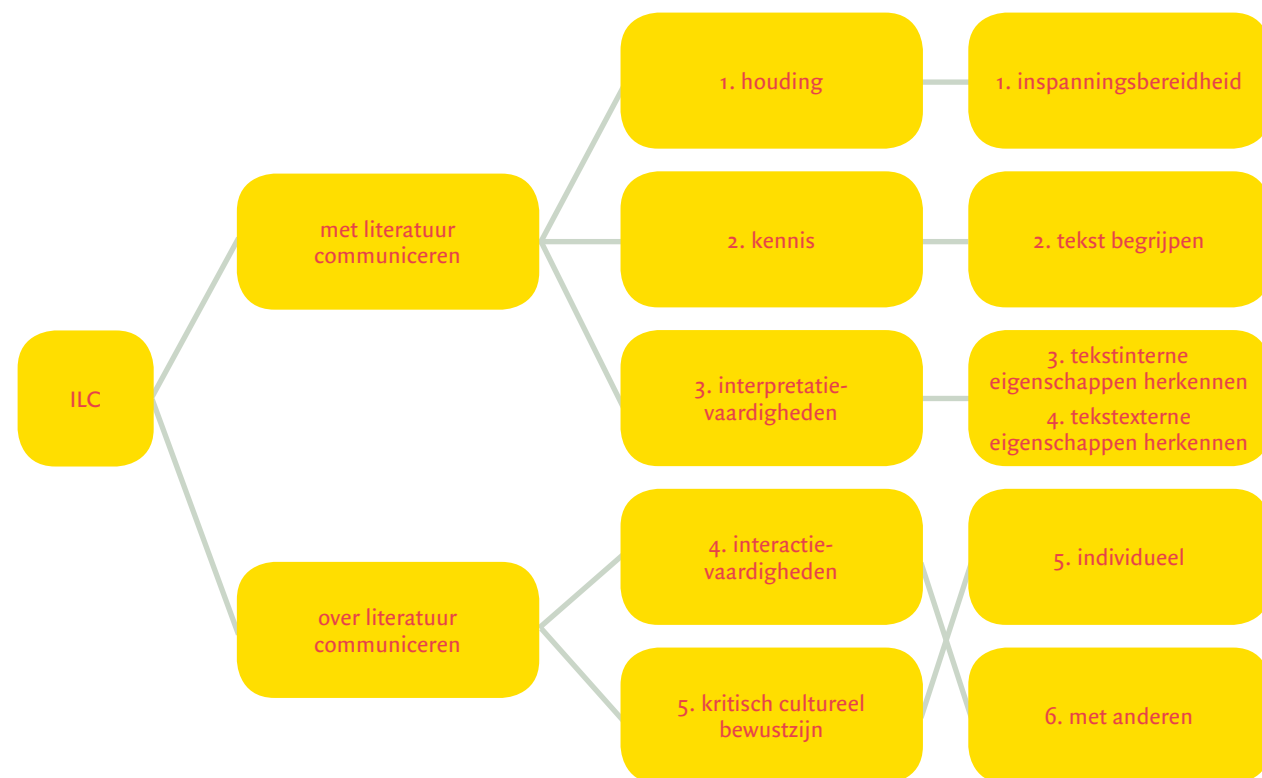 ILC
met literatuur
communiceren
over literatuur
communiceren
1. houding
2. kennis
3. interpretatie-
vaardigheden
4. interactie-
vaardigheden
5. kritisch cultureel
bewustzijn
1. inspanningsbereidheid
2. tekst begrijpen
3. tekstinterne
eigenschappen herkennen
4. tekstexterne
eigenschappen herkennen
5. individueel
6. met anderen